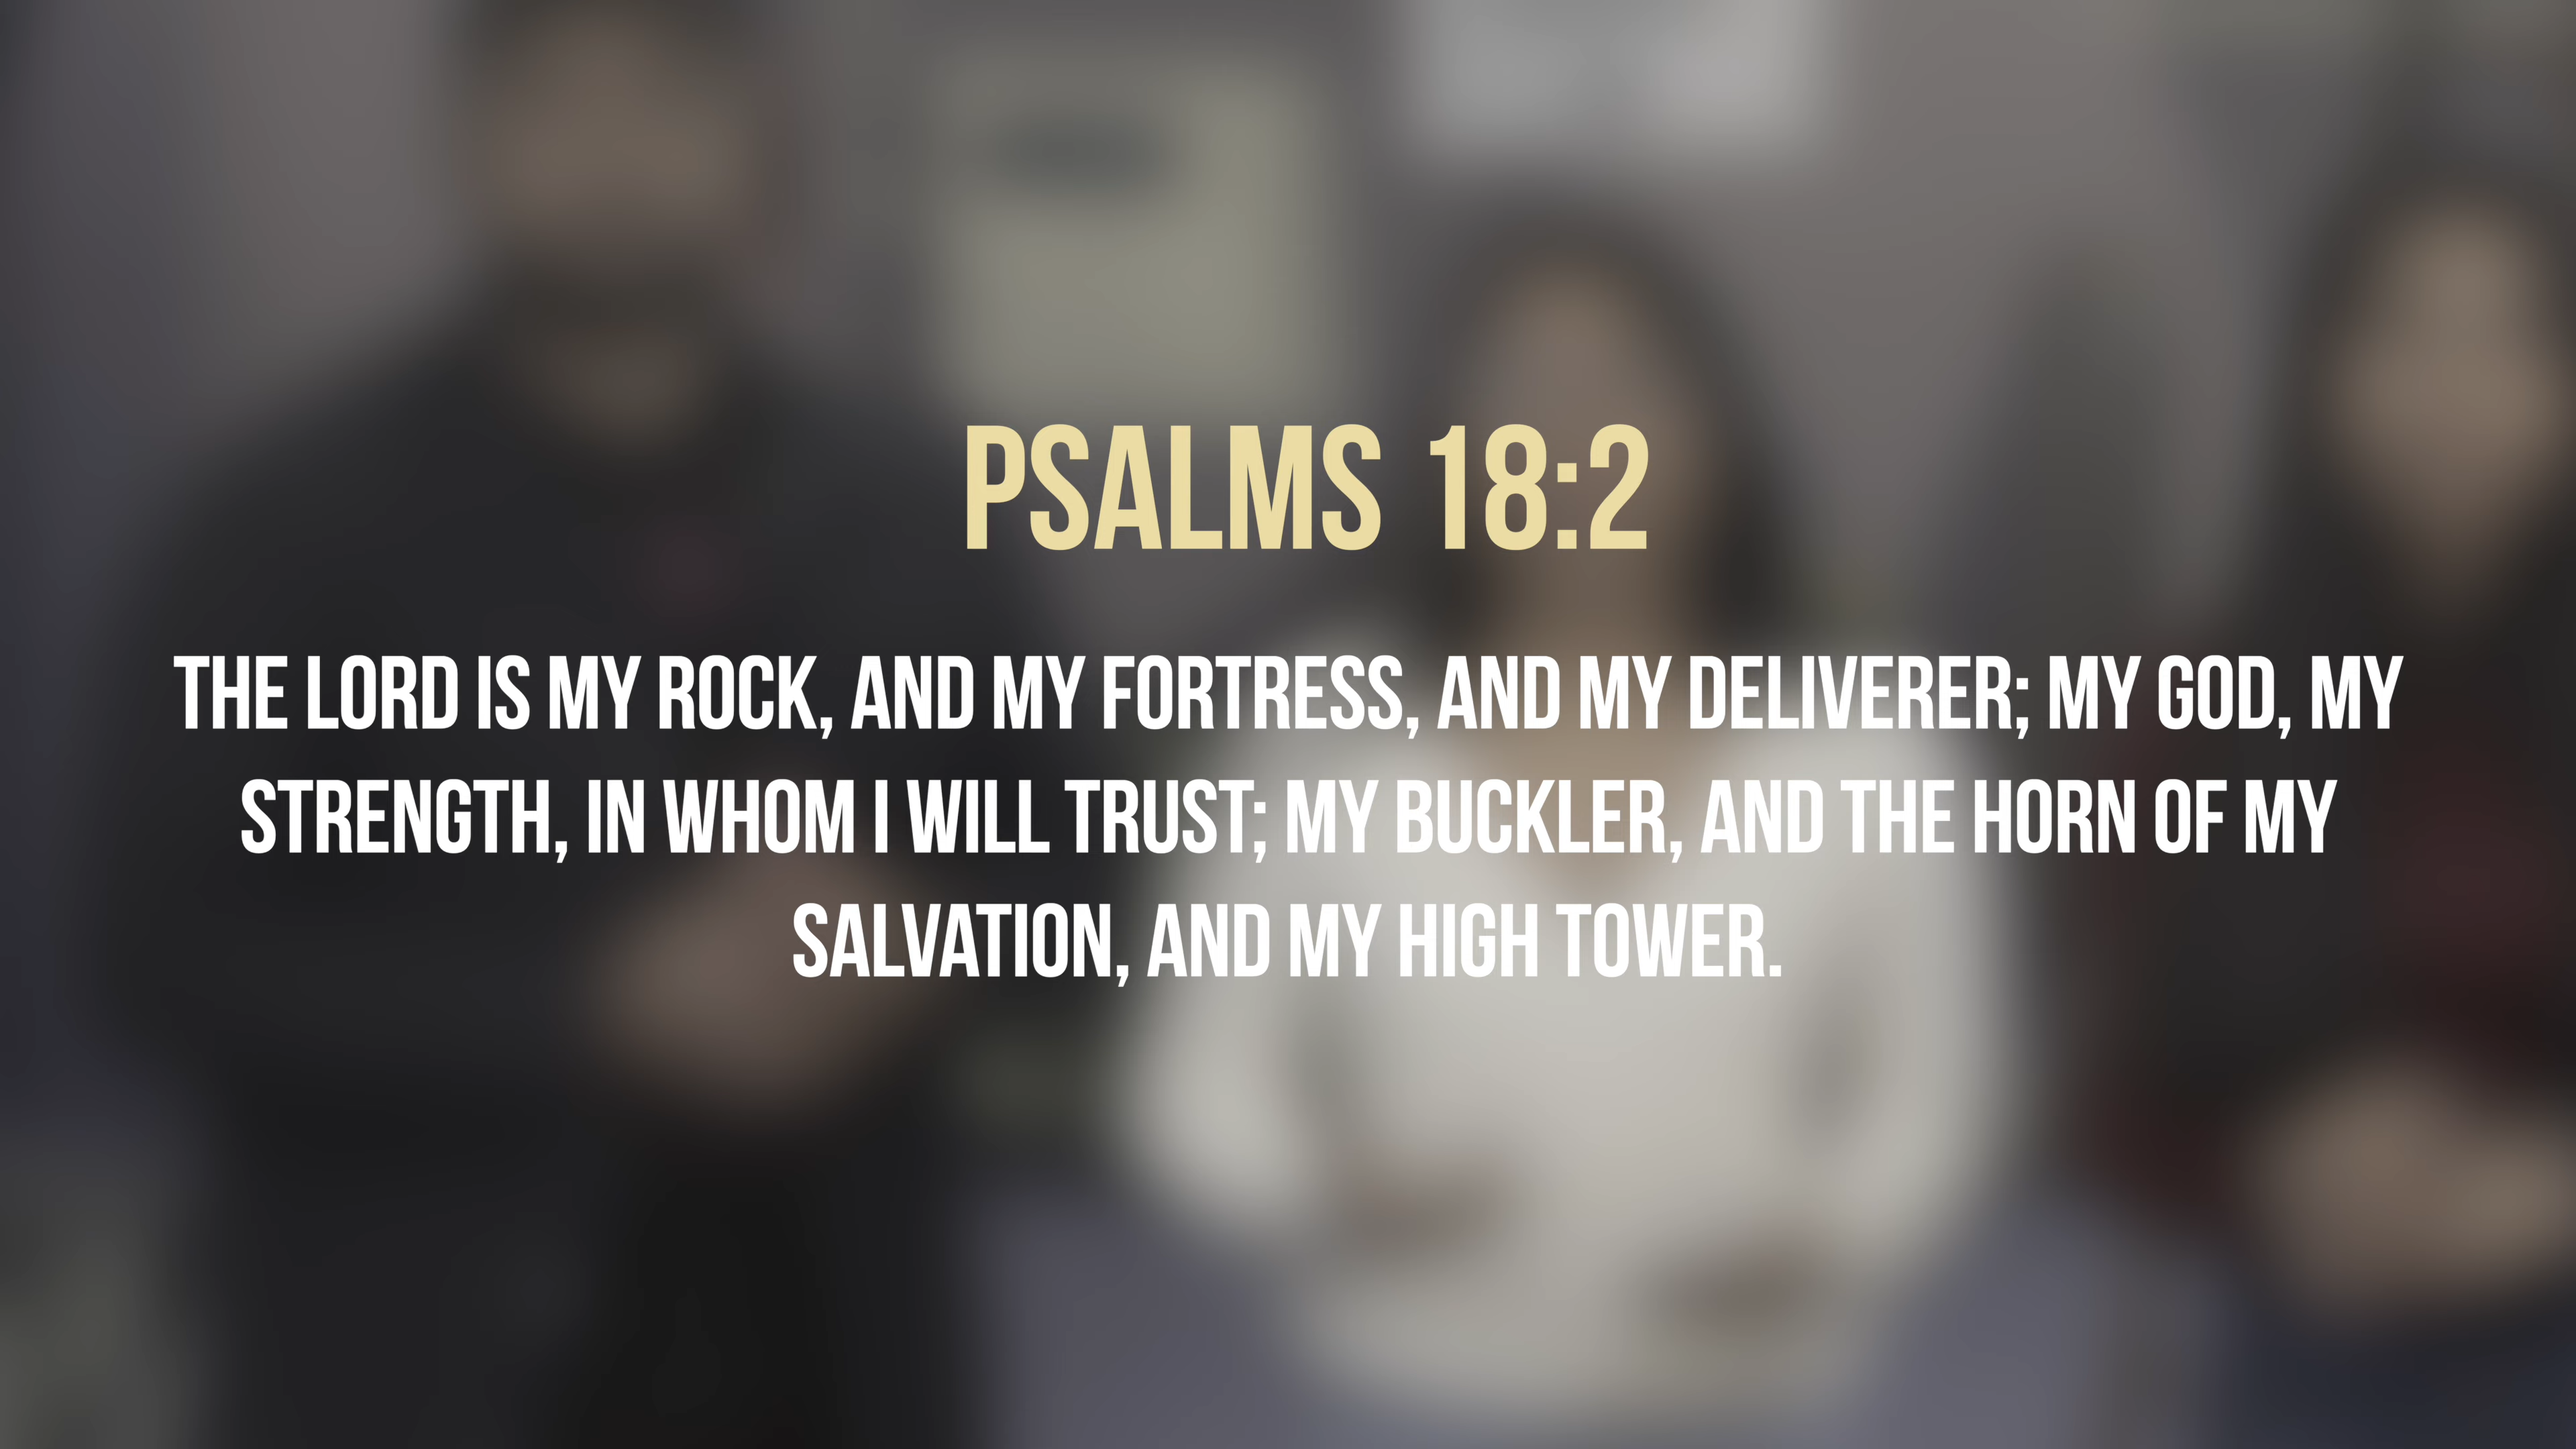 PSALMS 18:2
THE LORD IS MY ROCK, AND MY FORTRESS, AND MY DELIVERER; MY GOD, MY
STRENGTH, IN WHOM I WILL TRUST; MY BUCKLER, AND THE HORN OF MY
SALVATION, AND MY HIGH TOWER.